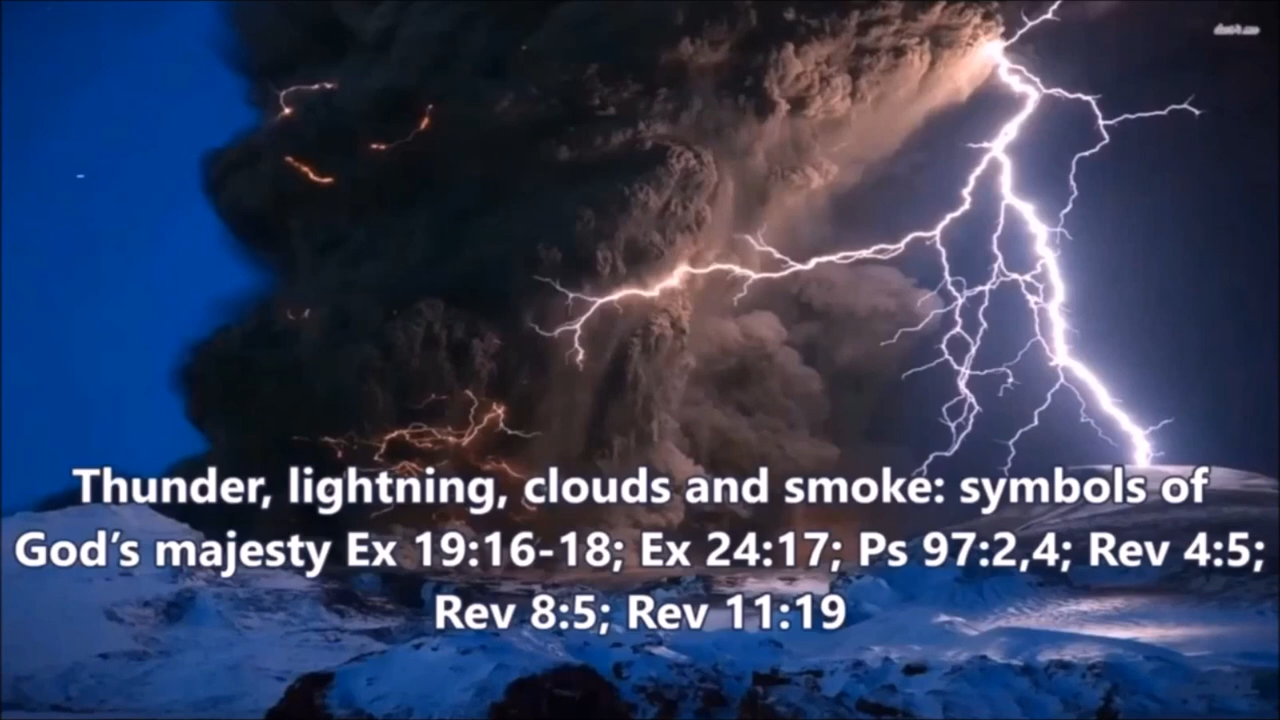 Thunder, lightning, clouds and smoke: symbols of
God’s majesty Ex 19:16-18; Ex 24:17; Ps 97:2,4; Rev 4:5;
Rev 8:5; Rev 11:19